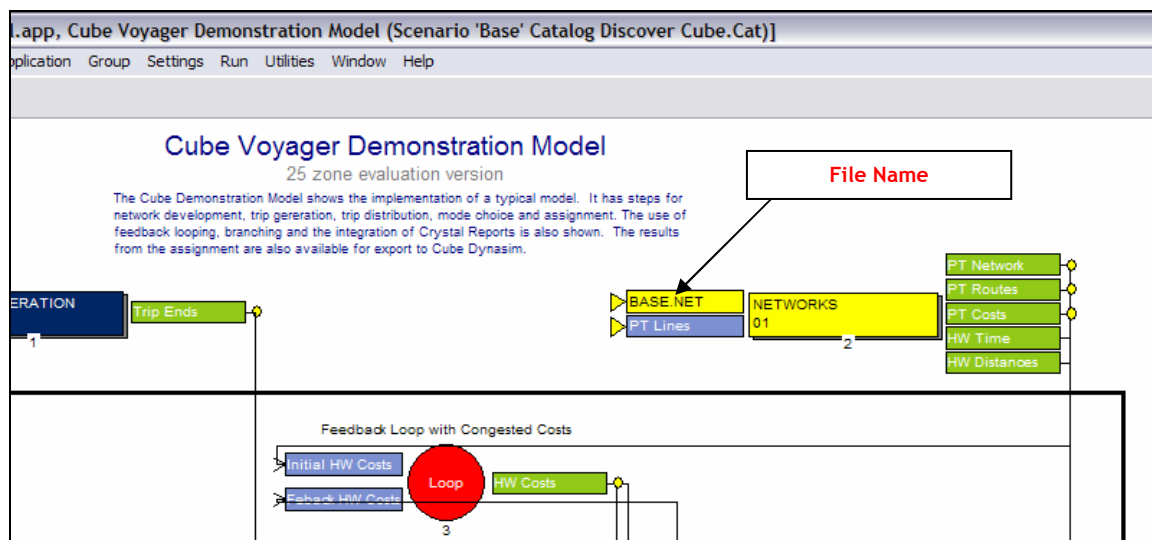 l.app, Cube Voyager Demonstration Model (Scenario 'Base' Catalog Discover Cube.Cat)]
plication Group Settings Run Utilities Window Help
Cube Voyager Demonstration Model
25 zone evaluation version
The Cube Demonstration Model shows the implementation of a typical model. It has steps for
network development, trip gereration, trip distribution, mode choice and assignment. The use of
feedback looping, branching and the integration of Crystal Reports is also shown. The results
from the assignment are also available for export to Cube Dynasim.
File Name
ERATION
1
Trip Ends
BASE.NET
PT Lines
NETWORKS
01
2
PT Network
PT Routes
PT Costs
HW Time
HW Distances
Feedback Loop with Congested Costs
Initial HW Costs
Feback HW Costs
Loop
3
HW Costs